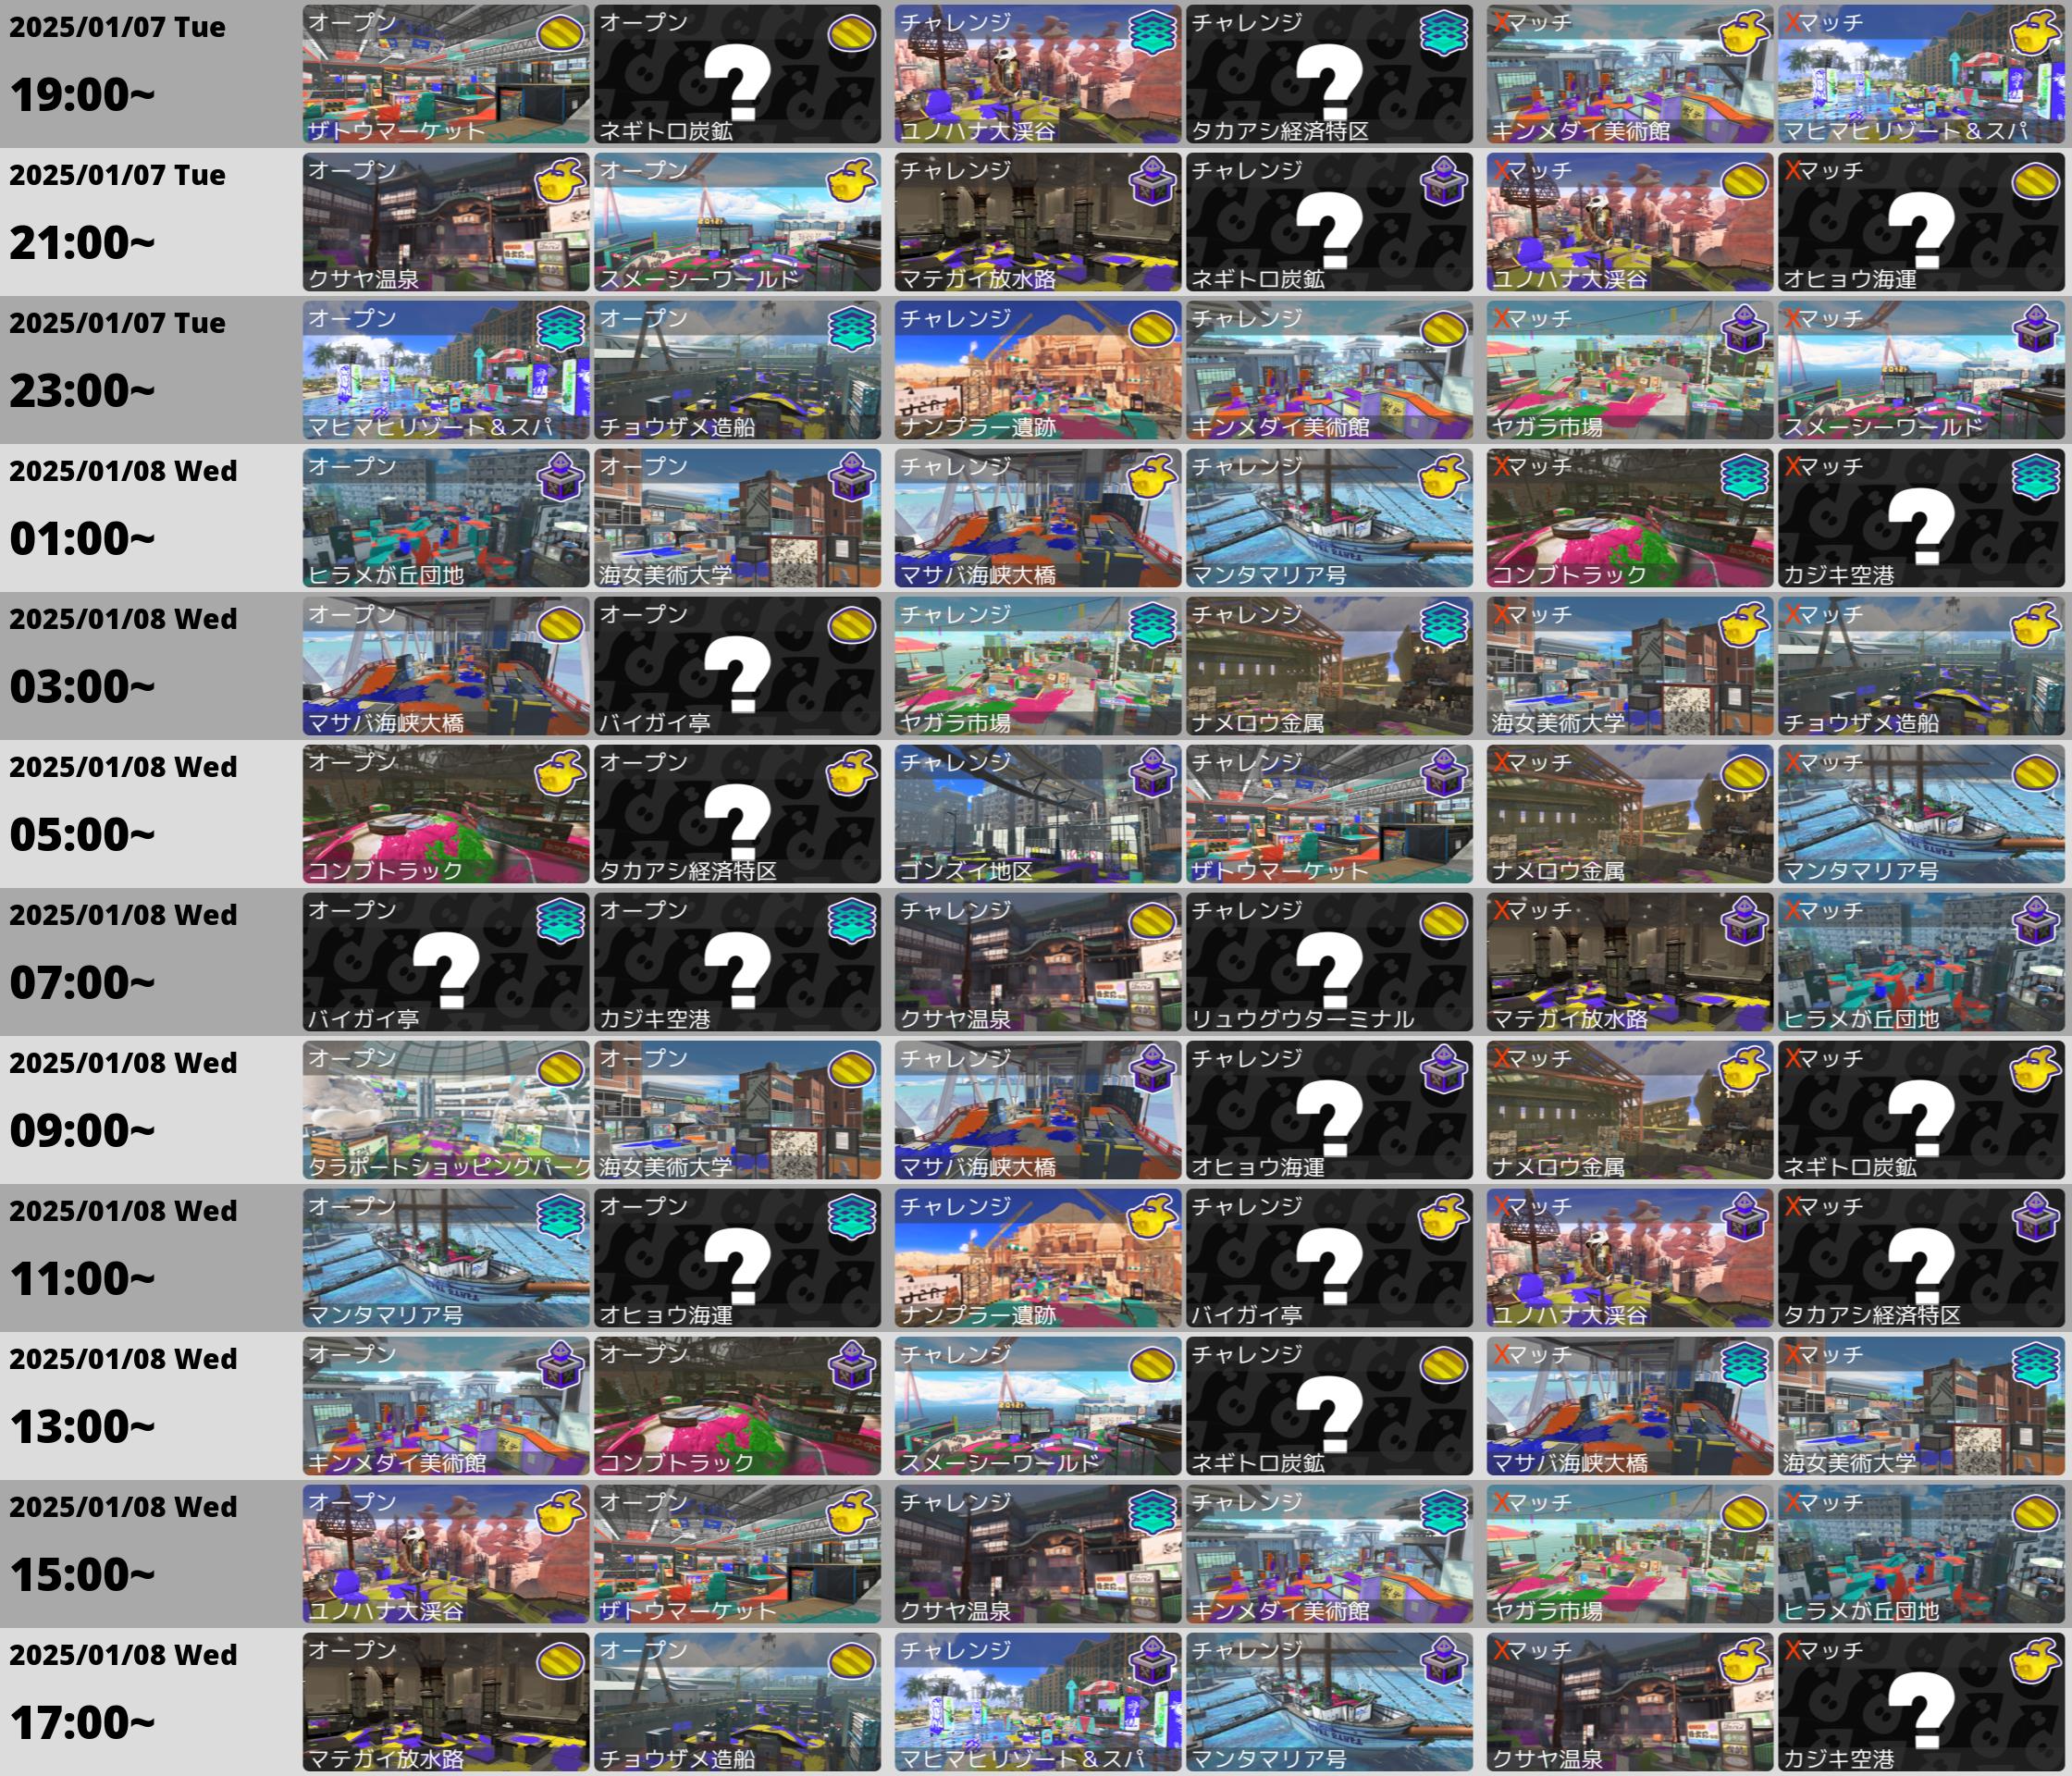 2025/01/07 Tue
19:00~
オープン
ザトウマーケット
オープン
ネギトロ炭鉱
チャレンジ
ユノハナ大渓谷
チャレンジ
タカアシ経済特区
Xマッチ
キンメダイ美術館
Xマッチ
マヒマヒリゾート＆スパ
2025/01/07 Tue
21:00~
オープン
クサヤ温泉
オープン
スメーシーワールド
チャレンジ
マテガイ放水路
チャレンジ
ネギトロ炭鉱
Xマッチ
ユノハナ大渓谷
Xマッチ
オヒョウ海運
2025/01/07 Tue
23:00~
オープン
マヒマヒリゾート＆スパ
オープン
チョウザメ造船
チャレンジ
ナンプラー遺跡
チャレンジ
キンメダイ美術館
Xマッチ
ヤガラ市場
Xマッチ
スメーシーワールド
2025/01/08 Wed
01:00~
オープン
ヒラメが丘団地
オープン
海女美術大学
チャレンジ
マサバ海峡大橋
チャレンジ
マンタマリア号
Xマッチ
コンブトラック
Xマッチ
カジキ空港
2025/01/08 Wed
03:00~
オープン
マサバ海峡大橋
オープン
バイガイ亭
チャレンジ
ヤガラ市場
チャレンジ
ナメロウ金属
Xマッチ
海女美術大学
Xマッチ
チョウザメ造船
2025/01/08 Wed
05:00~
オープン
コンブトラック
オープン
タカアシ経済特区
チャレンジ
ゴンズイ地区
チャレンジ
ザトウマーケット
Xマッチ
ナメロウ金属
Xマッチ
マンタマリア号
2025/01/08 Wed
07:00~
オープン
バイガイ亭
オープン
カジキ空港
チャレンジ
クサヤ温泉
チャレンジ
リュウグウターミナル
Xマッチ
マテガイ放水路
Xマッチ
ヒラメが丘団地
2025/01/08 Wed
09:00~
オープン
タラポートショッピングパーク
オープン
海女美術大学
チャレンジ
マサバ海峡大橋
チャレンジ
オヒョウ海運
Xマッチ
ナメロウ金属
Xマッチ
ネギトロ炭鉱
2025/01/08 Wed
11:00~
オープン
マンタマリア号
オープン
オヒョウ海運
チャレンジ
ナンプラー遺跡
チャレンジ
バイガイ亭
Xマッチ
ユノハナ大渓谷
Xマッチ
タカアシ経済特区
2025/01/08 Wed
13:00~
オープン
キンメダイ美術館
オープン
コンブトラック
チャレンジ
スメーシーワールド
チャレンジ
ネギトロ炭鉱
Xマッチ
マサバ海峡大橋
Xマッチ
海女美術大学
2025/01/08 Wed
15:00~
オープン
ユノハナ大渓谷
オープン
ザトウマーケット
チャレンジ
クサヤ温泉
チャレンジ
キンメダイ美術館
Xマッチ
ヤガラ市場
Xマッチ
ヒラメが丘団地
2025/01/08 Wed
17:00~
オープン
マテガイ放水路
オープン
チョウザメ造船
チャレンジ
マヒマヒリゾート＆スパ
チャレンジ
マンタマリア号
Xマッチ
クサヤ温泉
Xマッチ
カジキ空港